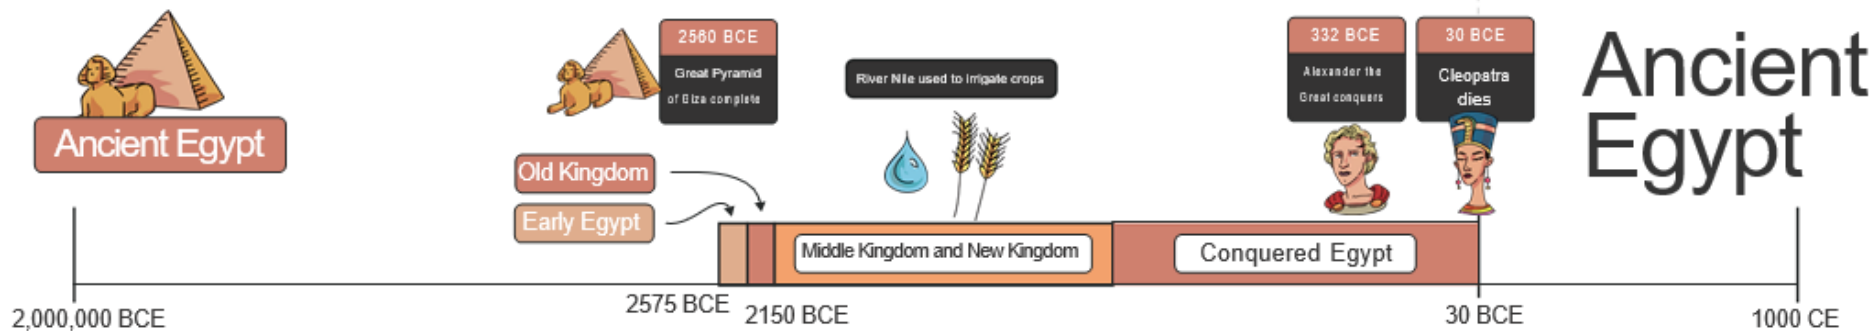 Ancient Egypt
2560 BCE
Great Pyramid
of Giza complete
River Nile used to irrigate crops
332 BCE
Alexander the
Great conquers
30 BCE
Cleopatra
dies
Ancient
Egypt
Old Kingdom
Early Egypt
Middle Kingdom and New Kingdom
Conquered Egypt
2,000,000 BCE
2575 BCE
2150 BCE
30 BCE
1000 CE